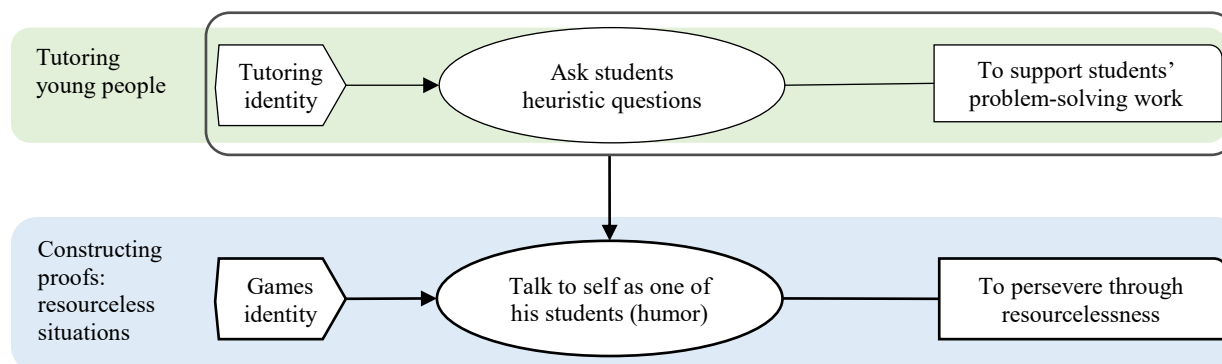 Tutoring
young people
Tutoring
identity
Ask students
heuristic questions
To support students’
problem-solving work
Constructing
proofs:
resourceless
situations
Games
identity
Talk to self as one of
his students (humor)
To persevere through
resourcelessness